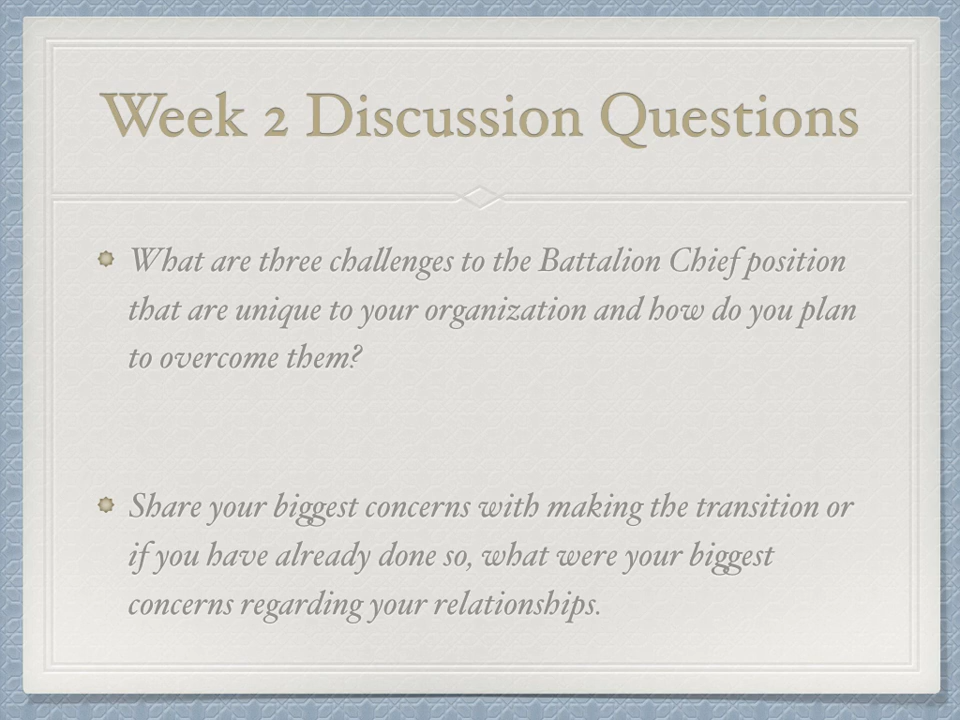 Week 2 Discussion Questions
What are three challenges to the Battalion Chief position
that are unique to your organization and how do you plan
to overcome them?
Share your biggest concerns with making the transition or
if you have already done so, what were your biggest
concerns regarding your relationships.